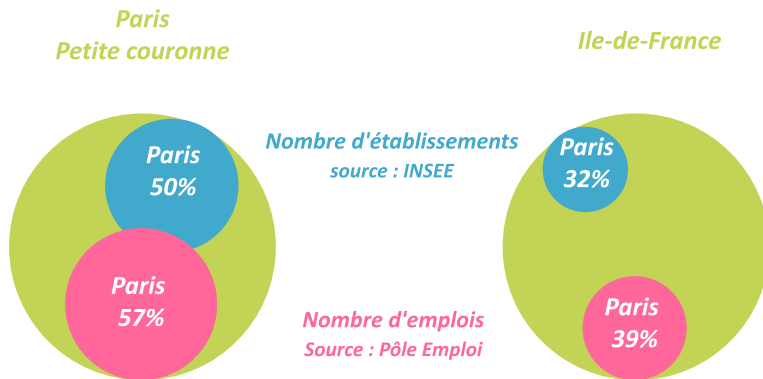 Paris
Petite couronne
Ile-de-France
Nombre d'établissements
source : INSEE
Paris
50%
Paris
32%
Paris
57%
Nombre d'emplois
Source : Pôle Emploi
Paris
39%